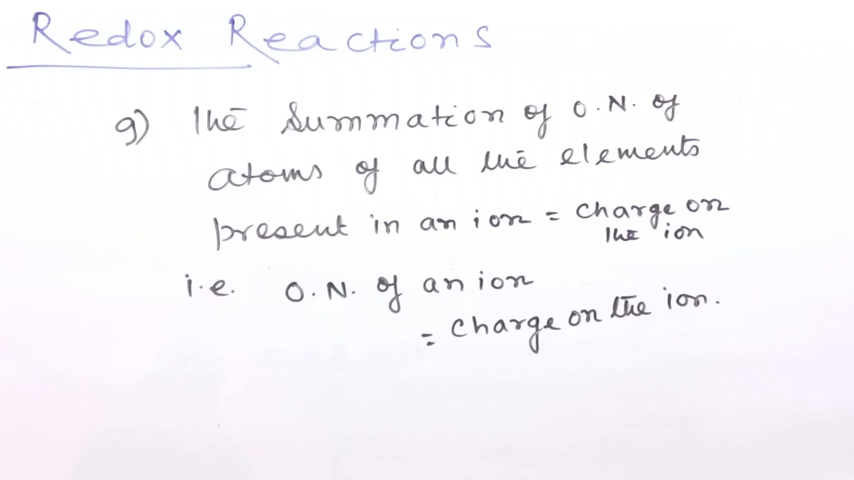 Redox Reactions
9) The Summation of O.N. of
atoms of all the elements
present in an ion = charge on
the ion
i.e. O.N. of an ion
= charge on the ion.